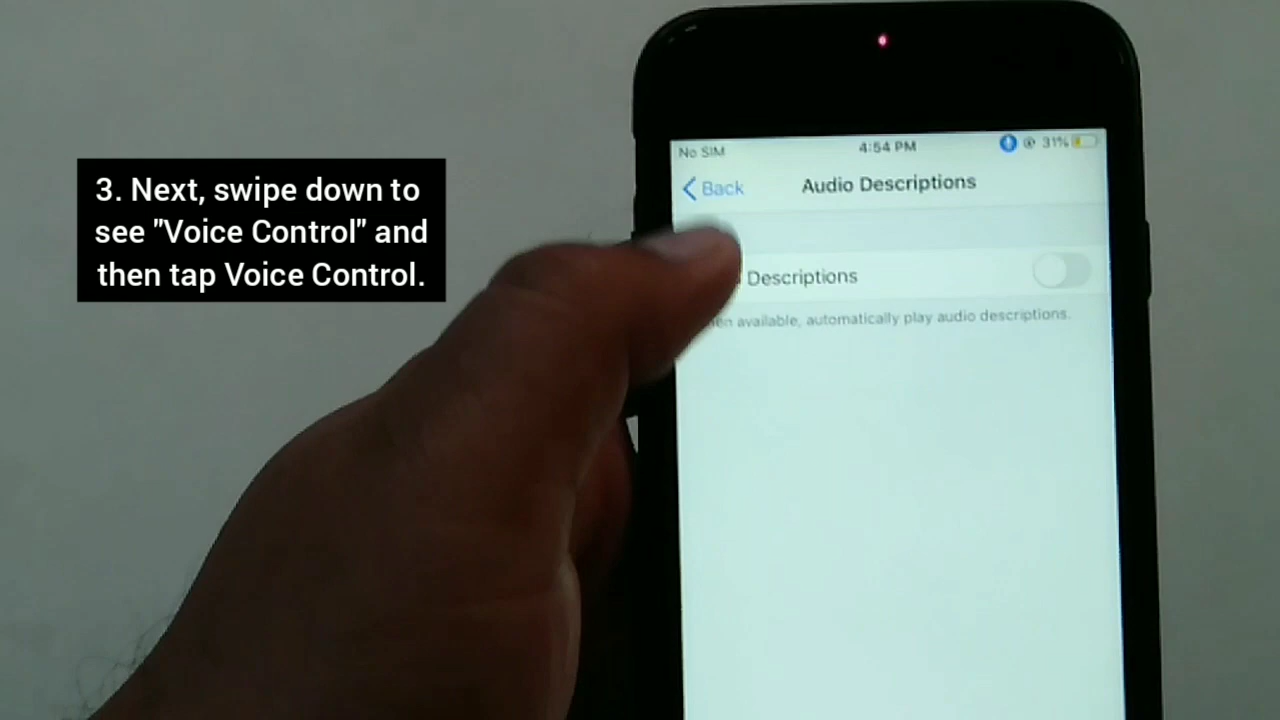 3. Next, swipe down to
see "Voice Control" and
then tap Voice Control.
No SIM 4:54 PM 31%
Back Audio Descriptions
Descriptions
available, automatically play audio descriptions.